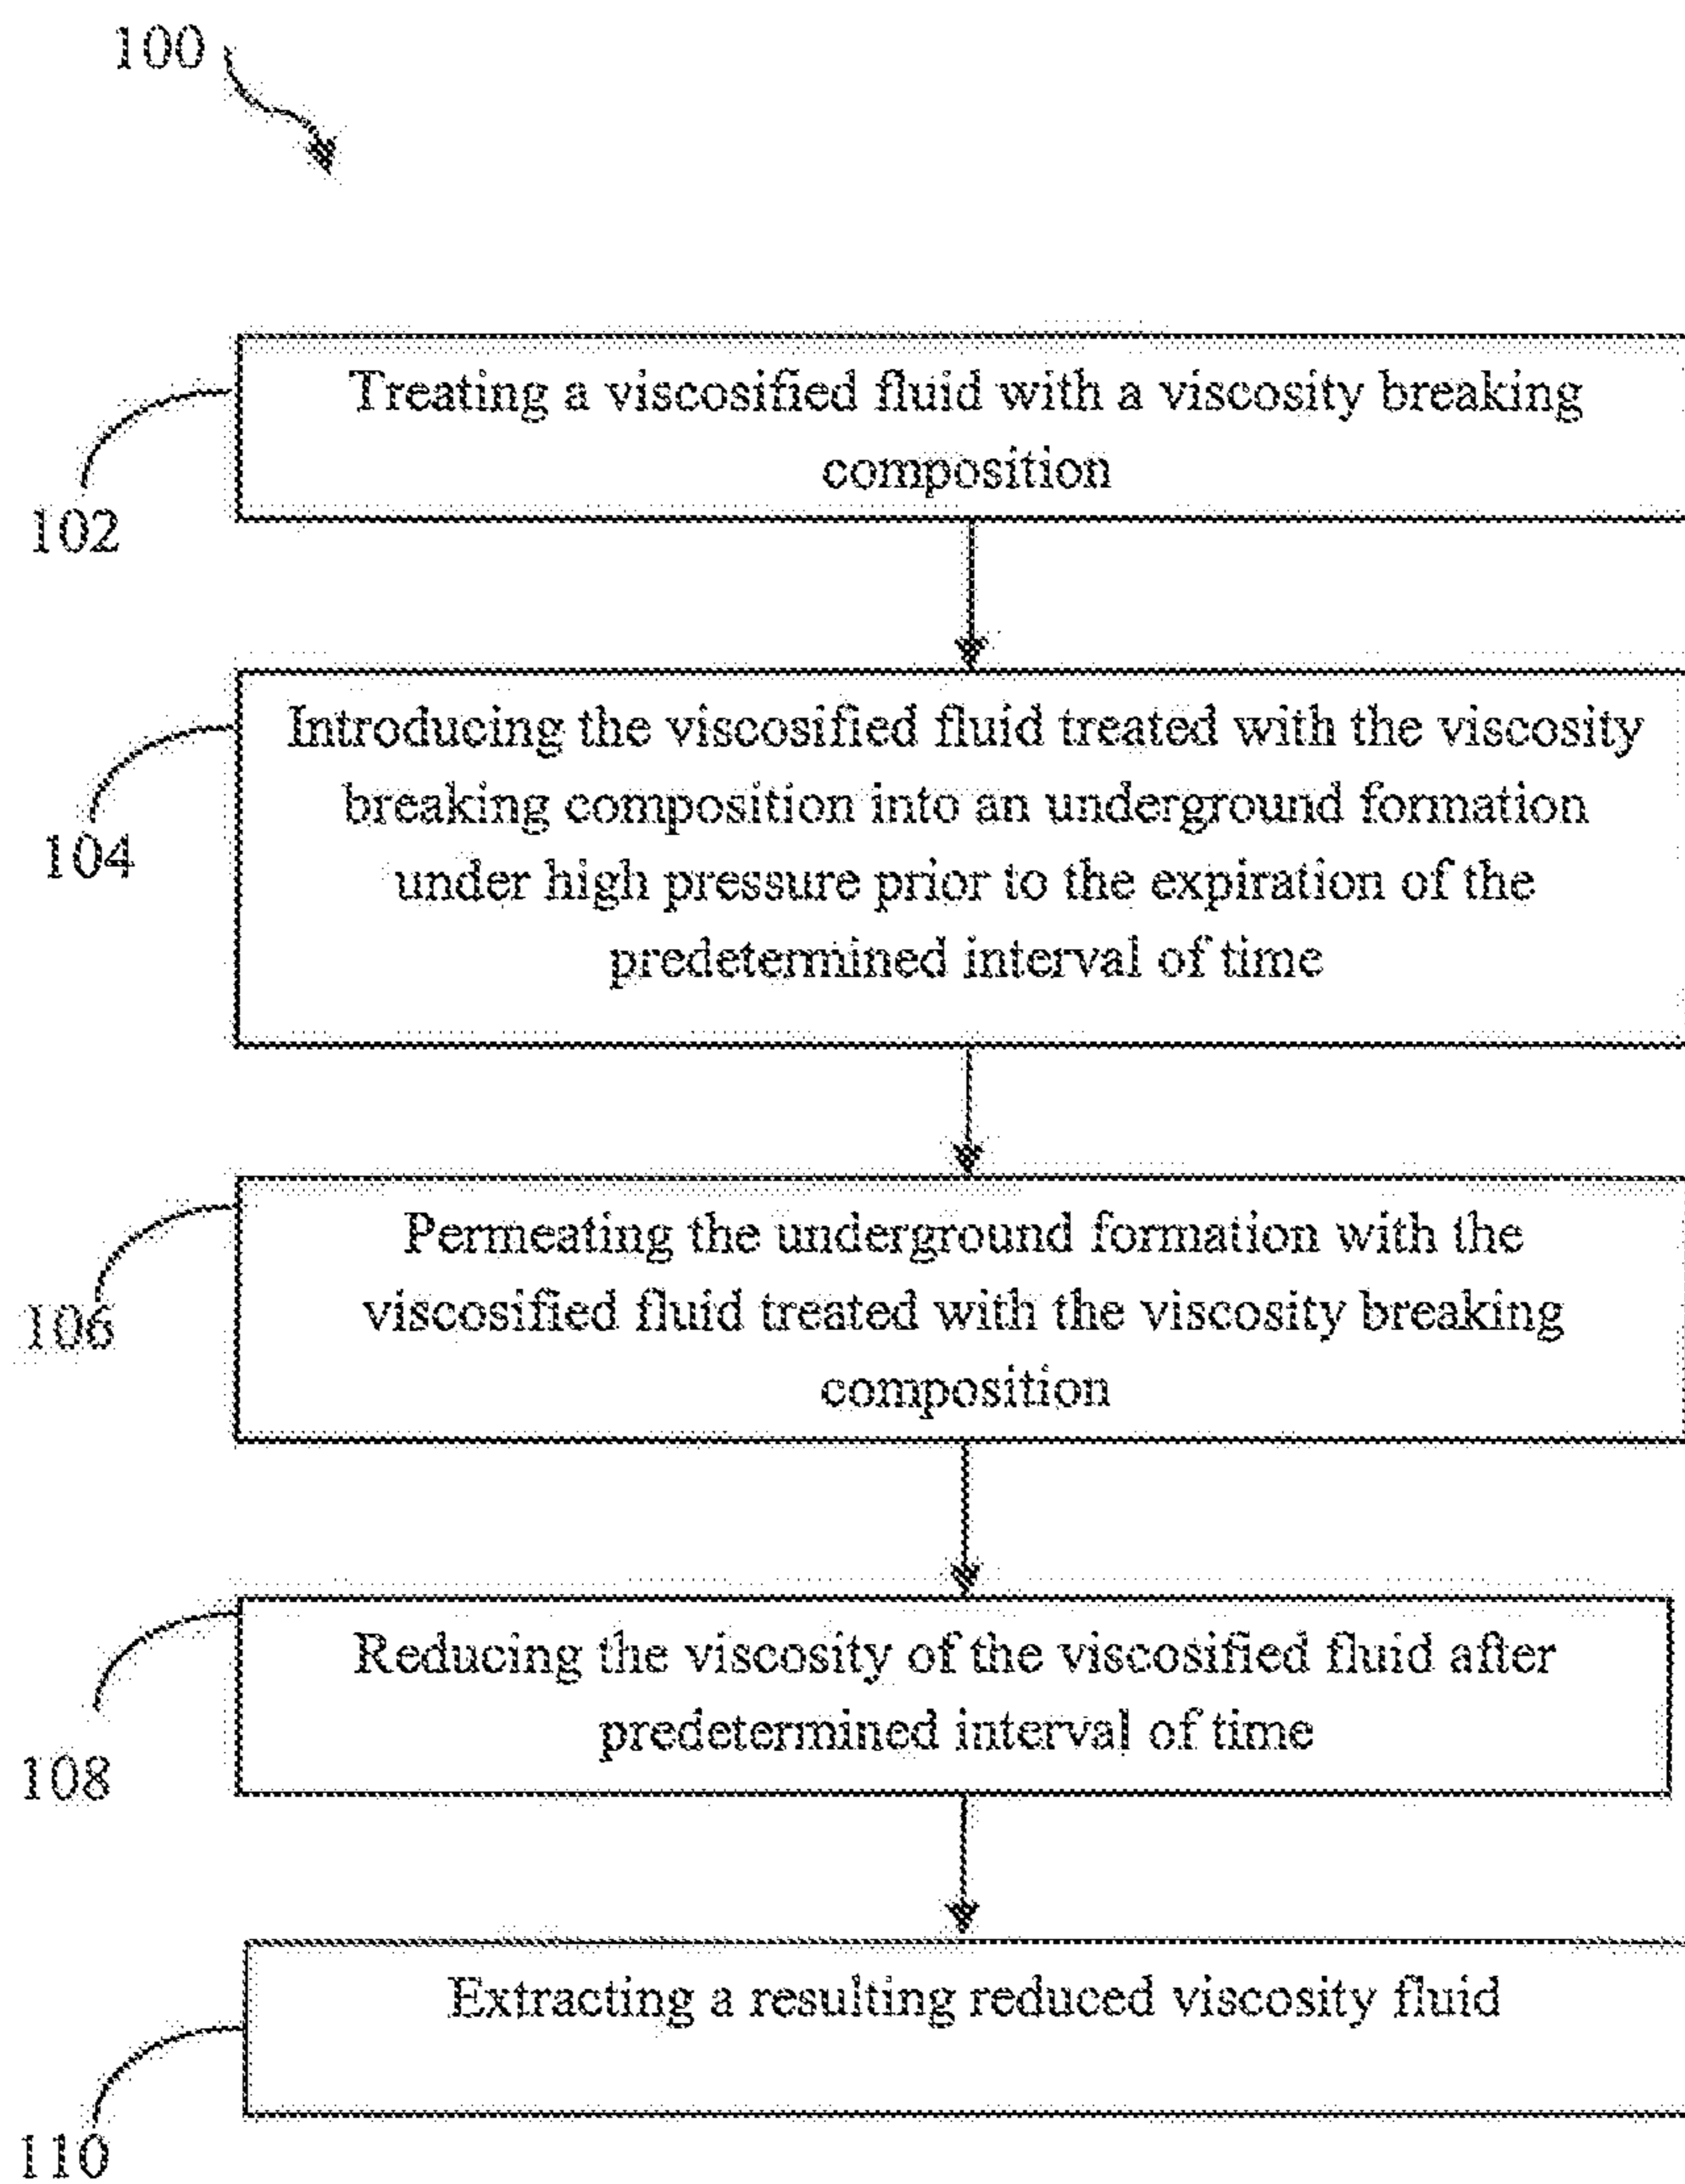 100
Treating a viscosified fluid with a viscosity breaking
composition
102
Introducing the viscosified fluid treated with the viscosity
breaking composition into an underground formation
under high pressure prior to the expiration of the
predetermined interval of time
104
Permeating the underground formation with the
viscosified fluid treated with the viscosity breaking
composition
106
Reducing the viscosity of the viscosified fluid after
predetermined interval of time
108
Extracting a resulting reduced viscosity fluid
110